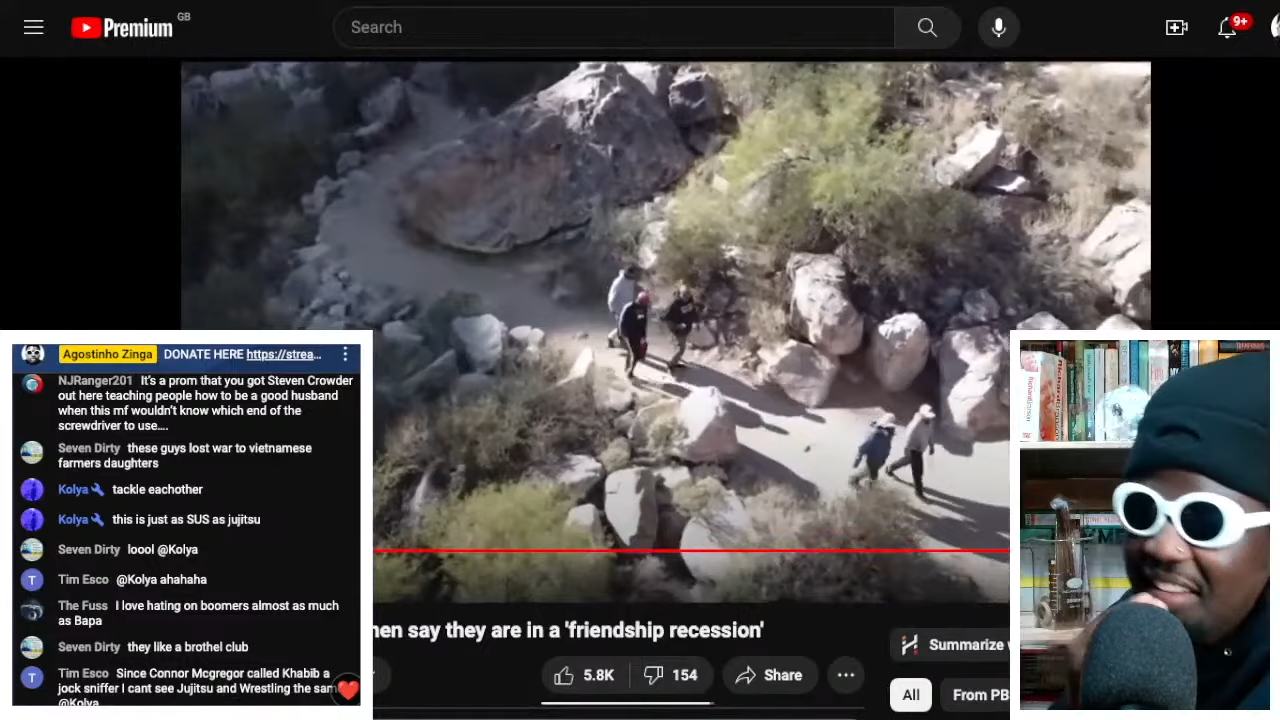 Premium
GB
Search
9+
Agostinho Zinga DONATE HERE https://strea...
NJRanger201 It's a prom that you got Steven Crowder
out here teaching people how to be a good husband
when this mf wouldn't know which end of the
screwdriver to use....
Seven Dirty these guys lost war to vietnamese
farmers daughters
Kolya tackle eachother
Kolya this is just as SUS as jujitsu
Seven Dirty loool @Kolya
T
Tim Esco @Kolya ahahaha
The Fuss I love hating on boomers almost as much
as Bapa
Seven Dirty they like a brothel club
T
Tim Esco Since Connor Mcgregor called Khabib a
jock sniffer I cant see Jujitsu and Wrestling the sam
@Kolya
men say they are in a 'friendship recession'
5.8K
154
Share
Summarize
All
From PB